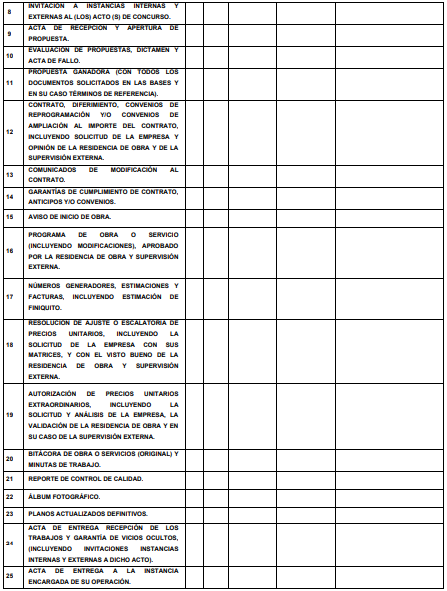 8 INVITACIÓN A INSTANCIAS INTERNAS Y
EXTERNAS AL (LOS) ACTO (S) DE CONCURSO.
9 ACTA DE RECEPCIÓN Y APERTURA DE
PROPUESTA.
10 EVALUACIÓN DE PROPUESTAS, DICTAMEN Y
ACTA DE FALLO.
11 PROPUESTA GANADORA (CON TODOS LOS
DOCUMENTOS SOLICITADOS EN LAS BASES Y
EN SU CASO TÉRMINOS DE REFERENCIA).
12 CONTRATO, DIFERIMIENTO, CONVENIOS DE
REPROGRAMACIÓN Y/O CONVENIOS DE
AMPLIACIÓN AL IMPORTE DEL CONTRATO,
INCLUYENDO SOLICITUD DE LA EMPRESA Y
OPINIÓN DE LA RESIDENCIA DE OBRA Y DE LA
SUPERVISIÓN EXTERNA.
13 COMUNICADOS DE MODIFICACIÓN AL
CONTRATO.
14 GARANTÍAS DE CUMPLIMIENTO DE CONTRATO,
ANTICIPOS Y/O CONVENIOS.
15 AVISO DE INICIO DE OBRA.
16 PROGRAMA DE OBRA O SERVICIO
(INCLUYENDO MODIFICACIONES), APROBADO
POR LA RESIDENCIA DE OBRA Y SUPERVISIÓN
EXTERNA.
17 NÚMEROS GENERADORES, ESTIMACIONES Y
FACTURAS, INCLUYENDO ESTIMACIÓN DE
FINIQUITO.
18 RESOLUCIÓN DE AJUSTE O ESCALATORIA DE
PRECIOS UNITARIOS, INCLUYENDO LA
SOLICITUD DE LA EMPRESA CON SUS
MATRICES, Y CON EL VISTO BUENO DE LA
RESIDENCIA DE OBRA Y SUPERVISIÓN
EXTERNA.
19 AUTORIZACIÓN DE PRECIOS UNITARIOS
EXTRAORDINARIOS, INCLUYENDO LA
SOLICITUD Y ANÁLISIS DE LA EMPRESA, LA
VALIDACIÓN DE LA RESIDENCIA DE OBRA Y EN
SU CASO DE LA SUPERVISIÓN EXTERNA.
20 BITÁCORA DE OBRA O SERVICIOS (ORIGINAL) Y
MINUTAS DE TRABAJO.
21 REPORTE DE CONTROL DE CALIDAD.
22 ÁLBUM FOTOGRÁFICO.
23 PLANOS ACTUALIZADOS DEFINITIVOS.
24 ACTA DE ENTREGA RECEPCIÓN DE LOS
TRABAJOS Y GARANTÍA DE VICIOS OCULTOS,
(INCLUYENDO INVITACIONES INSTANCIAS
INTERNAS Y EXTERNAS A DICHO ACTO).
25 ACTA DE ENTREGA A LA INSTANCIA
ENCARGADA DE SU OPERACIÓN.